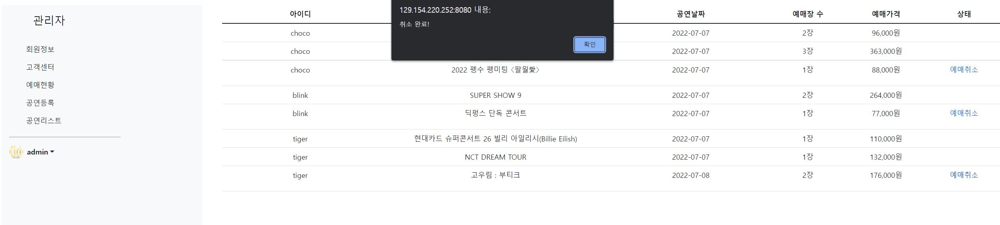 관리자
회원정보
고객센터
예매현황
공연등록
공연리스트
Click admin
129.154.220.252:8080 내용:
취소 완료!
확인
아이디 공연날짜 예매장 수 예매가격 상태
choco 2022-07-07 2장 96,000원
choco 2022-07-07 3장 363,000원
choco 2022 펭수 펭미팅 〈팔월愛〉 2022-07-07 1장 88,000원 예매취소
blink SUPER SHOW 9 2022-07-07 2장 264,000원
blink 딕펑스 단독 콘서트 2022-07-07 1장 77,000원 예매취소
tiger 현대카드 슈퍼콘서트 26 빌리 아일리시(Billie Eilish) 2022-07-07 1장 110,000원
tiger NCT DREAM TOUR 2022-07-07 1장 132,000원
tiger 고우림 : 부티크 2022-07-08 2장 176,000원 예매취소